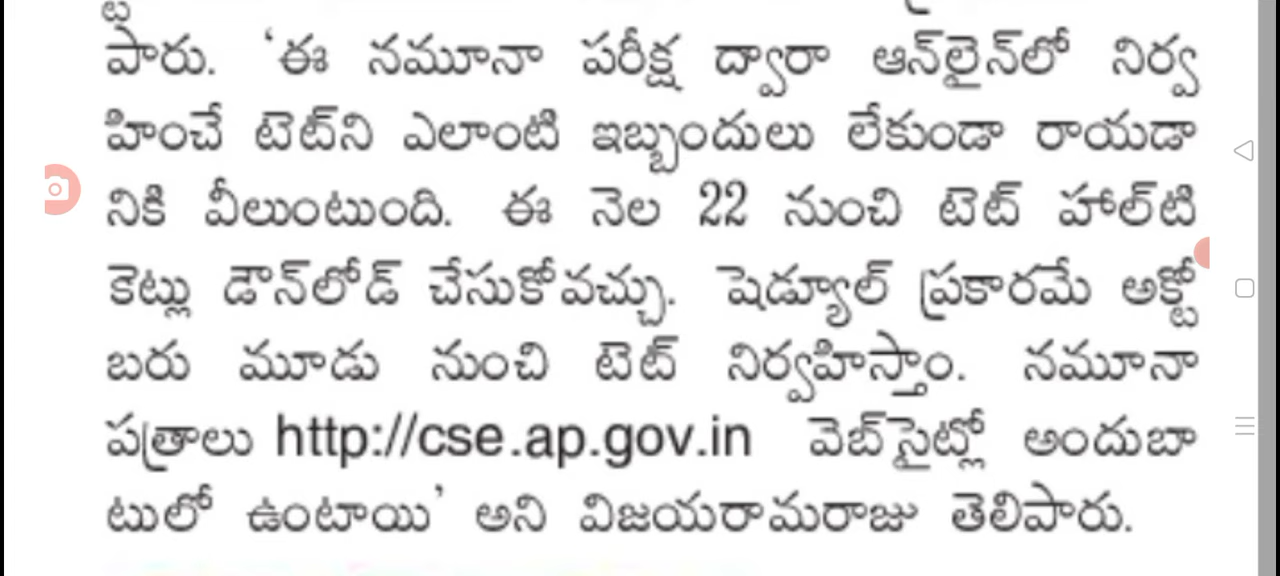 పారు. ‘ఈ నమూనా పరీక్ష ద్వారా ఆన్‌లైన్‌లో నిర్వ
హించే టెట్‌ని ఎలాంటి ఇబ్బందులు లేకుండా రాయడా
నికి వీలుంటుంది. ఈ నెల 22 నుంచి టెట్ హాల్‌టి
కెట్లు డౌన్‌లోడ్ చేసుకోవచ్చు. షెడ్యూల్ ప్రకారమే అక్టో
బరు మూడు నుంచి టెట్ నిర్వహిస్తాం. నమూనా
పత్రాలు http://cse.ap.gov.in వెబ్‌సైట్లో అందుబా
టులో ఉంటాయి’ అని విజయరామరాజు తెలిపారు.